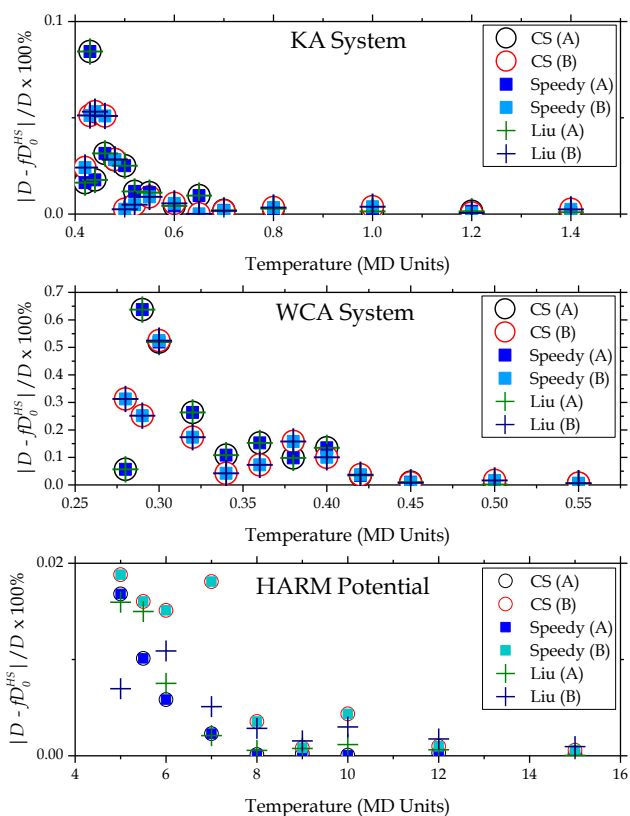 KA System
CS (A)
CS (B)
Speedy (A)
Speedy (B)
Liu (A)
Liu (B)
0.1
0.0
|D - fD₀ᴴˢ| / D x 100%
0.4 0.6 0.8 1.0 1.2 1.4
Temperature (MD Units)
WCA System
CS (A)
CS (B)
Speedy (A)
Speedy (B)
Liu (A)
Liu (B)
0.7
0.6
0.5
0.4
0.3
0.2
0.1
0.0
|D - fD₀ᴴˢ| / D x 100%
0.25 0.30 0.35 0.40 0.45 0.50 0.55
Temperature (MD Units)
HARM Potential
CS (A)
CS (B)
Speedy (A)
Speedy (B)
Liu (A)
Liu (B)
0.02
0.00
|D - fD₀ᴴˢ| / D x 100%
4 6 8 10 12 14 16
Temperature (MD Units)